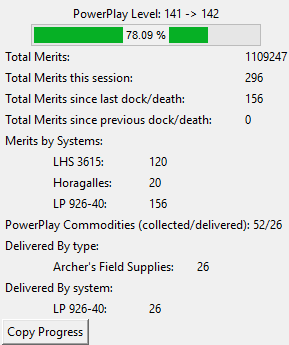 PowerPlay Level: 141 -> 142
78.09 %
Total Merits: 1109247
Total Merits this session: 296
Total Merits since last dock/death: 156
Total Merits since previous dock/death: 0
Merits by Systems:
LHS 3615: 120
Horagalles: 20
LP 926-40: 156
PowerPlay Commodities (collected/delivered): 52/26
Delivered By type:
Archer's Field Supplies: 26
Delivered By system:
LP 926-40: 26
Copy Progress